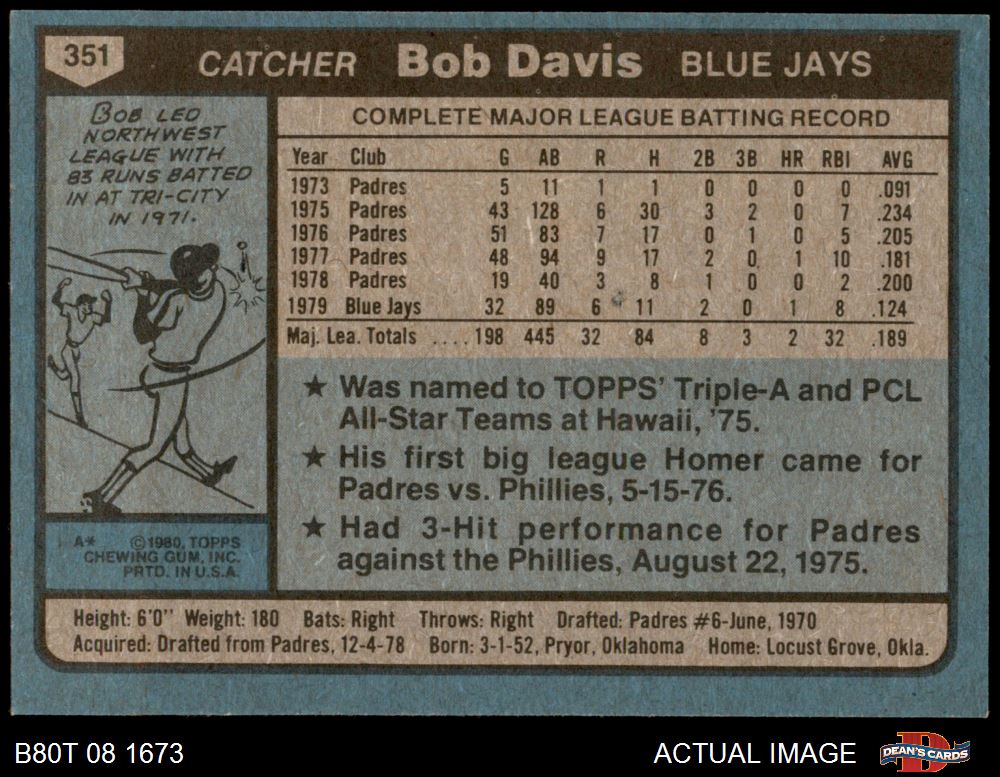 351 CATCHER Bob Davis BLUE JAYS
BOB LED
NORTHWEST
LEAGUE WITH
83 RUNS BATTED
IN AT TRI-CITY
IN 1971.
COMPLETE MAJOR LEAGUE BATTING RECORD
Year Club G AB R H 2B 3B HR RBI AVG
1973 Padres 5 11 1 1 0 0 0 0 .091
1975 Padres 43 128 6 30 3 2 0 7 .234
1976 Padres 51 83 7 17 0 1 0 5 .205
1977 Padres 48 94 9 17 2 0 1 10 .181
1978 Padres 19 40 3 8 1 0 0 2 .200
1979 Blue Jays 32 89 6 11 2 0 1 8 .124
Maj. Lea. Totals .... 198 445 32 84 8 3 2 32 .189
★ Was named to TOPPS' Triple-A and PCL
All-Star Teams at Hawaii, '75.
★ His first big league Homer came for
Padres vs. Phillies, 5-15-76.
★ Had 3-Hit performance for Padres
against the Phillies, August 22, 1975.
A* ©1980, TOPPS
CHEWING GUM, INC.
PRTD. IN U.S.A.
Height: 6'0" Weight: 180 Bats: Right Throws: Right Drafted: Padres #6-June, 1970
Acquired: Drafted from Padres, 12-4-78 Born: 3-1-52, Pryor, Oklahoma Home: Locust Grove, Okla.
B80T 08 1673 ACTUAL IMAGE D DEAN'S CARDS